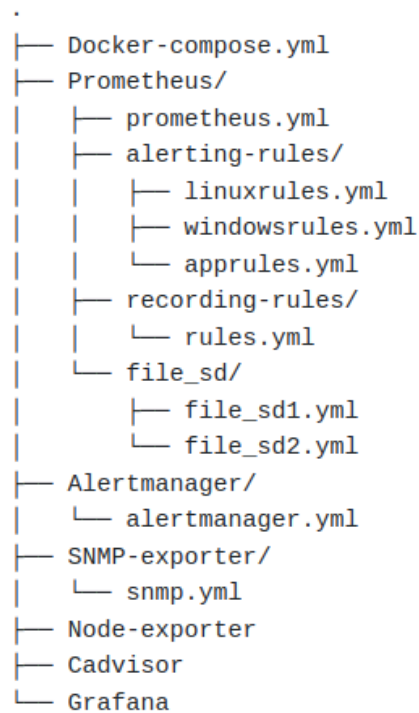 .
├── Docker-compose.yml
├── Prometheus/
│   ├── prometheus.yml
│   ├── alerting-rules/
│   │   ├── linuxrules.yml
│   │   ├── windowsrules.yml
│   │   └── apprules.yml
│   ├── recording-rules/
│   │   └── rules.yml
│   └── file_sd/
│       ├── file_sd1.yml
│       └── file_sd2.yml
├── Alertmanager/
│   └── alertmanager.yml
├── SNMP-exporter/
│   └── snmp.yml
├── Node-exporter
├── Cadvisor
└── Grafana